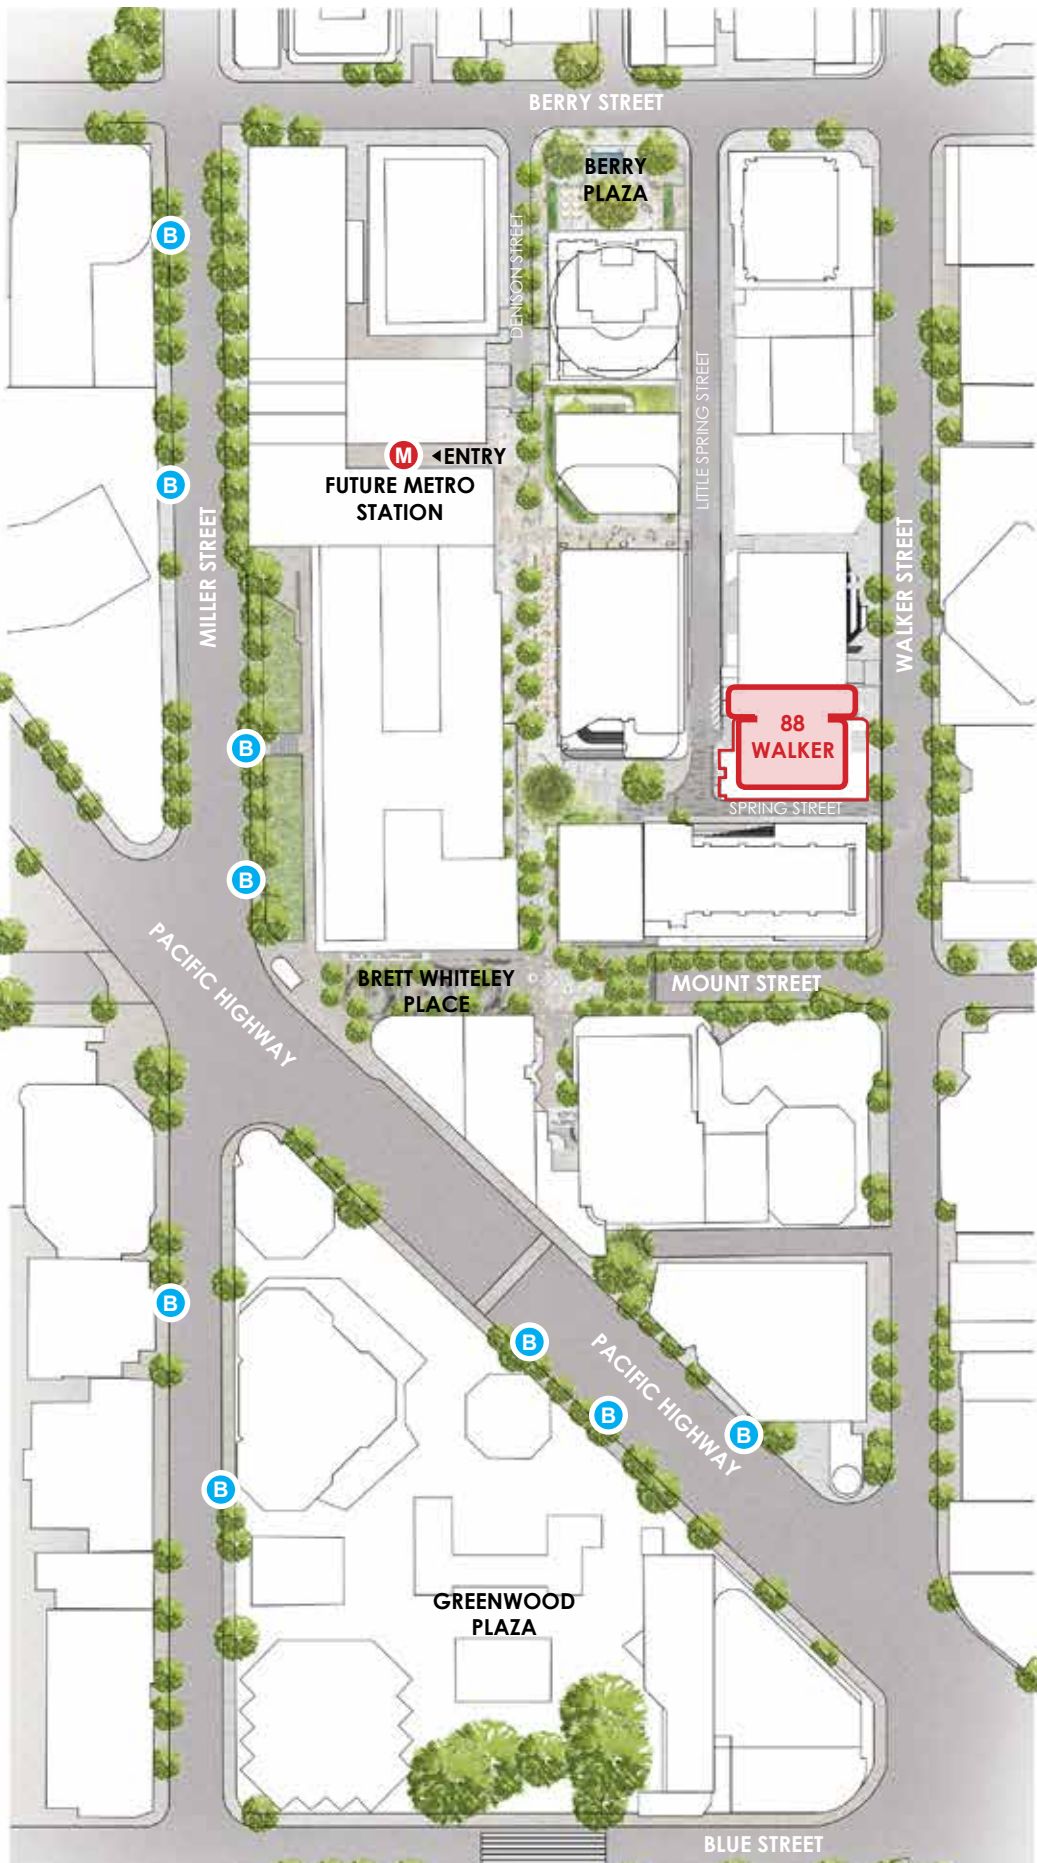 BERRY STREET
BERRY
PLAZA
B
DENISON STREET
LITTLE SPRING STREET
M ◂ENTRY
FUTURE METRO
STATION
B
MILLER STREET
WALKER STREET
88
WALKER
B
SPRING STREET
B
PACIFIC HIGHWAY
BRETT WHITELEY
PLACE
MOUNT STREET
B
B
PACIFIC HIGHWAY
B
B
B
GREENWOOD
PLAZA
BLUE STREET